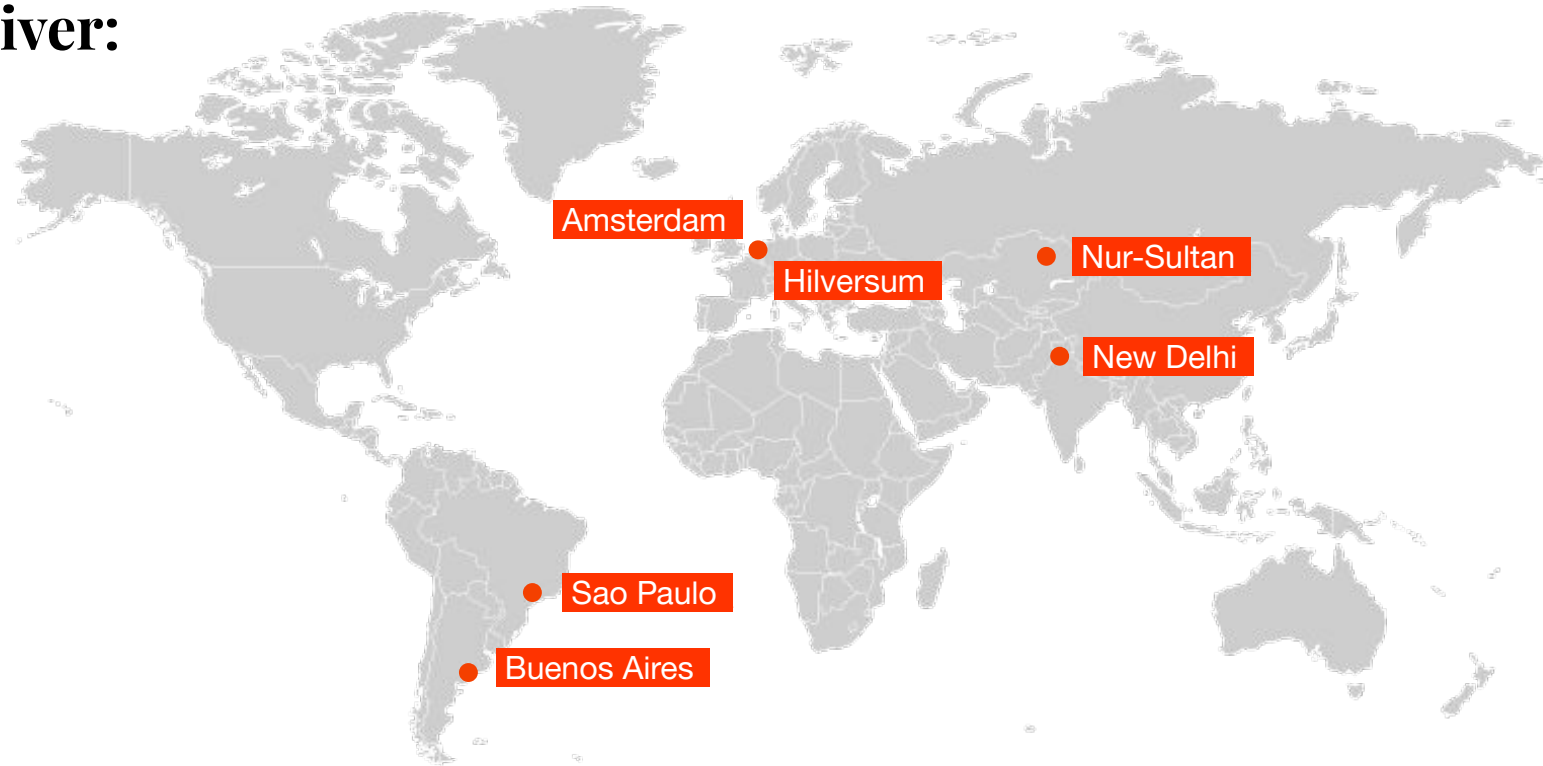 iver:
Amsterdam
Hilversum
Nur-Sultan
New Delhi
Sao Paulo
Buenos Aires